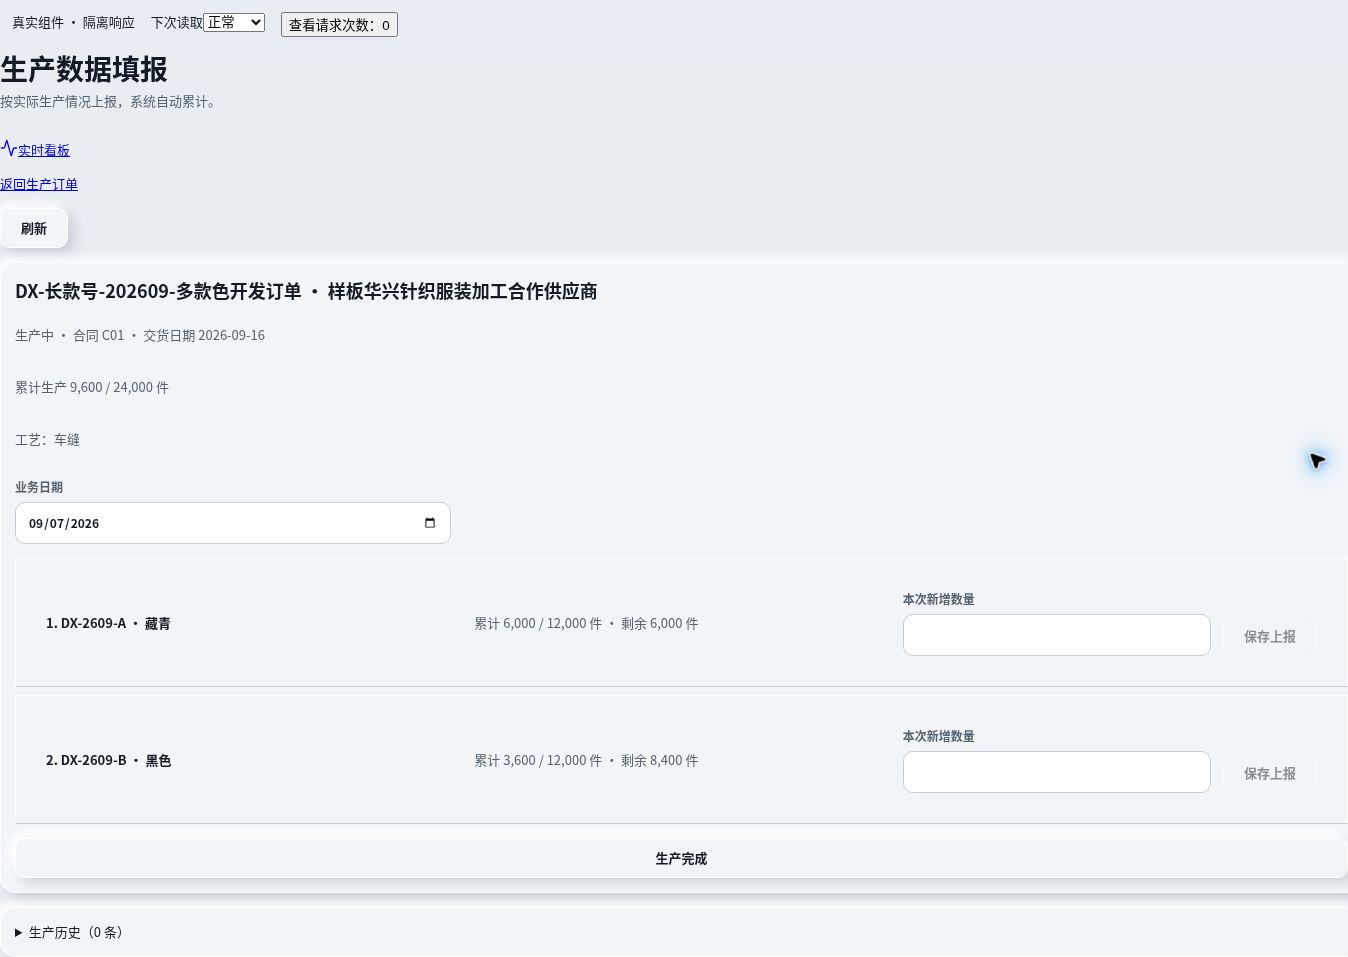 真实组件 · 隔离响应 下次读取 正常 查看请求次数：0
生产数据填报
按实际生产情况上报，系统自动累计。
实时看板
返回生产订单
刷新
DX-长款号-202609-多款色开发订单 · 样板华兴针织服装加工合作供应商
生产中 · 合同 C01 · 交货日期 2026-09-16
累计生产 9,600 / 24,000 件
工艺：车缝
业务日期
09/07/2026
本次新增数量
1. DX-2609-A · 藏青 累计 6,000 / 12,000 件 · 剩余 6,000 件 保存上报
本次新增数量
2. DX-2609-B · 黑色 累计 3,600 / 12,000 件 · 剩余 8,400 件 保存上报
生产完成
生产历史（0 条）